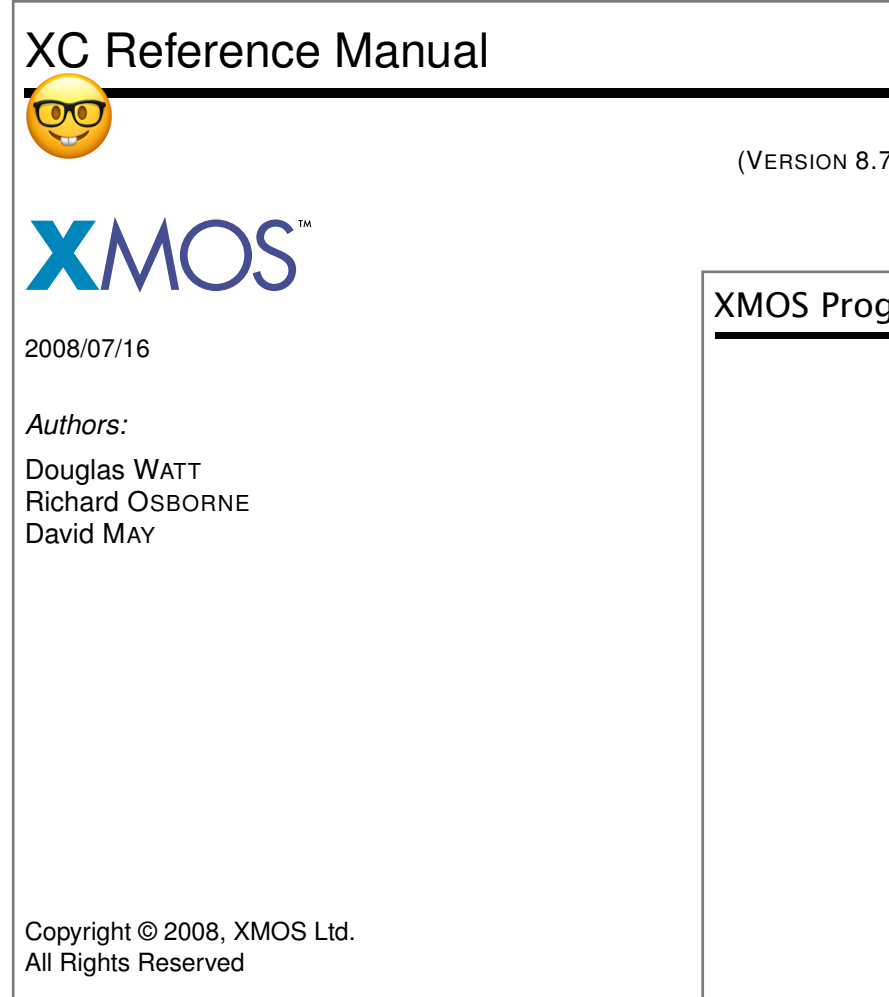 XC Reference Manual
(VERSION 8.7
XMOS™
2008/07/16
Authors:
Douglas WATT
Richard OSBORNE
David MAY
Copyright © 2008, XMOS Ltd.
All Rights Reserved
XMOS Prog